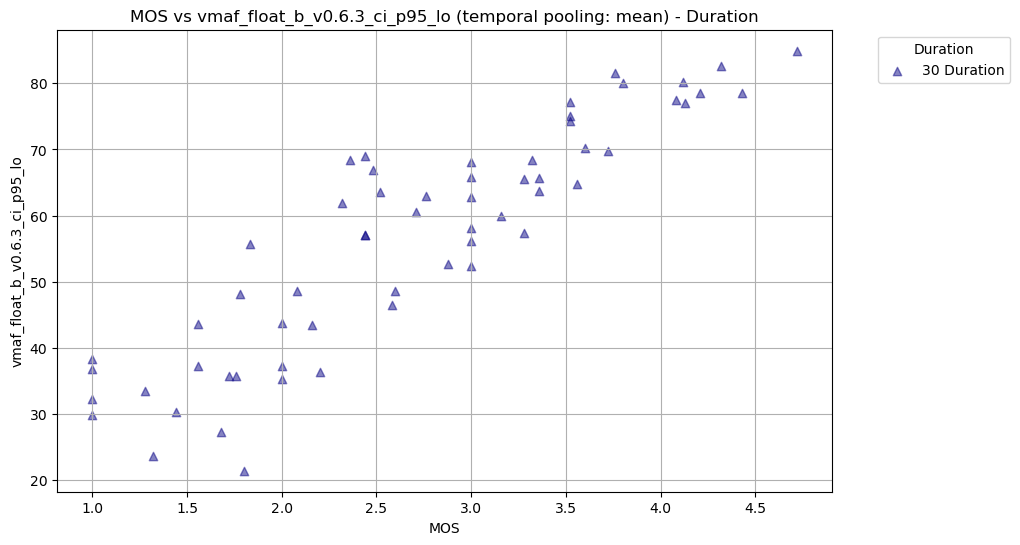 MOS vs vmaf_float_b_v0.6.3_ci_p95_lo (temporal pooling: mean) - Duration
Duration
30 Duration
vmaf_float_b_v0.6.3_ci_p95_lo
80
70
60
50
40
30
20
1.0 1.5 2.0 2.5 3.0 3.5 4.0 4.5
MOS